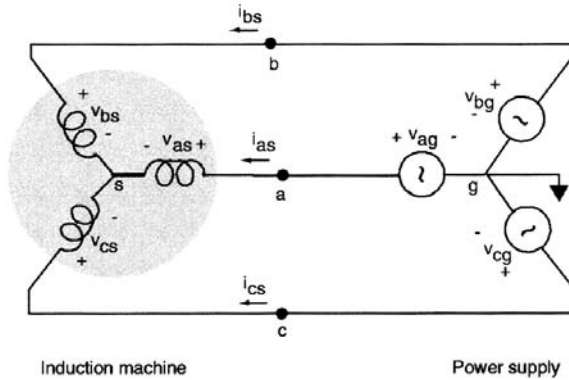 i_bs
b
+
v_bs
-
+
v_bg
-
- v_as +
i_as
+ v_ag -
s
a
g
-
v_cs
+
-
v_cg
+
i_cs
c
Induction machine
Power supply